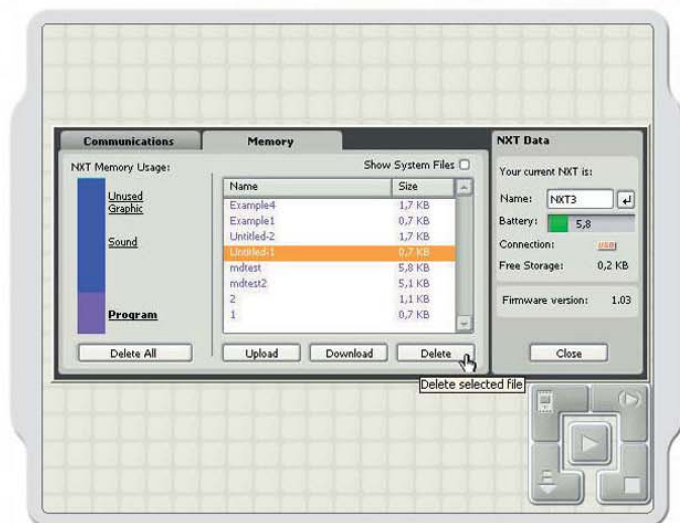 Communications
Memory
NXT Data
NXT Memory Usage:
Show System Files
Unused
Graphic
Sound
Program
Delete All
Name Size
Example4 1,7 KB
Example1 0,7 KB
Untitled-2 1,7 KB
Untitled-1 0,7 KB
mdtest 5,8 KB
mdtest2 5,1 KB
2 1,1 KB
1 0,7 KB
Upload
Download
Delete
Delete selected file
Your current NXT is:
Name: NXT3
Battery: 5,8
Connection: USB
Free Storage: 0,2 KB
Firmware version: 1.03
Close